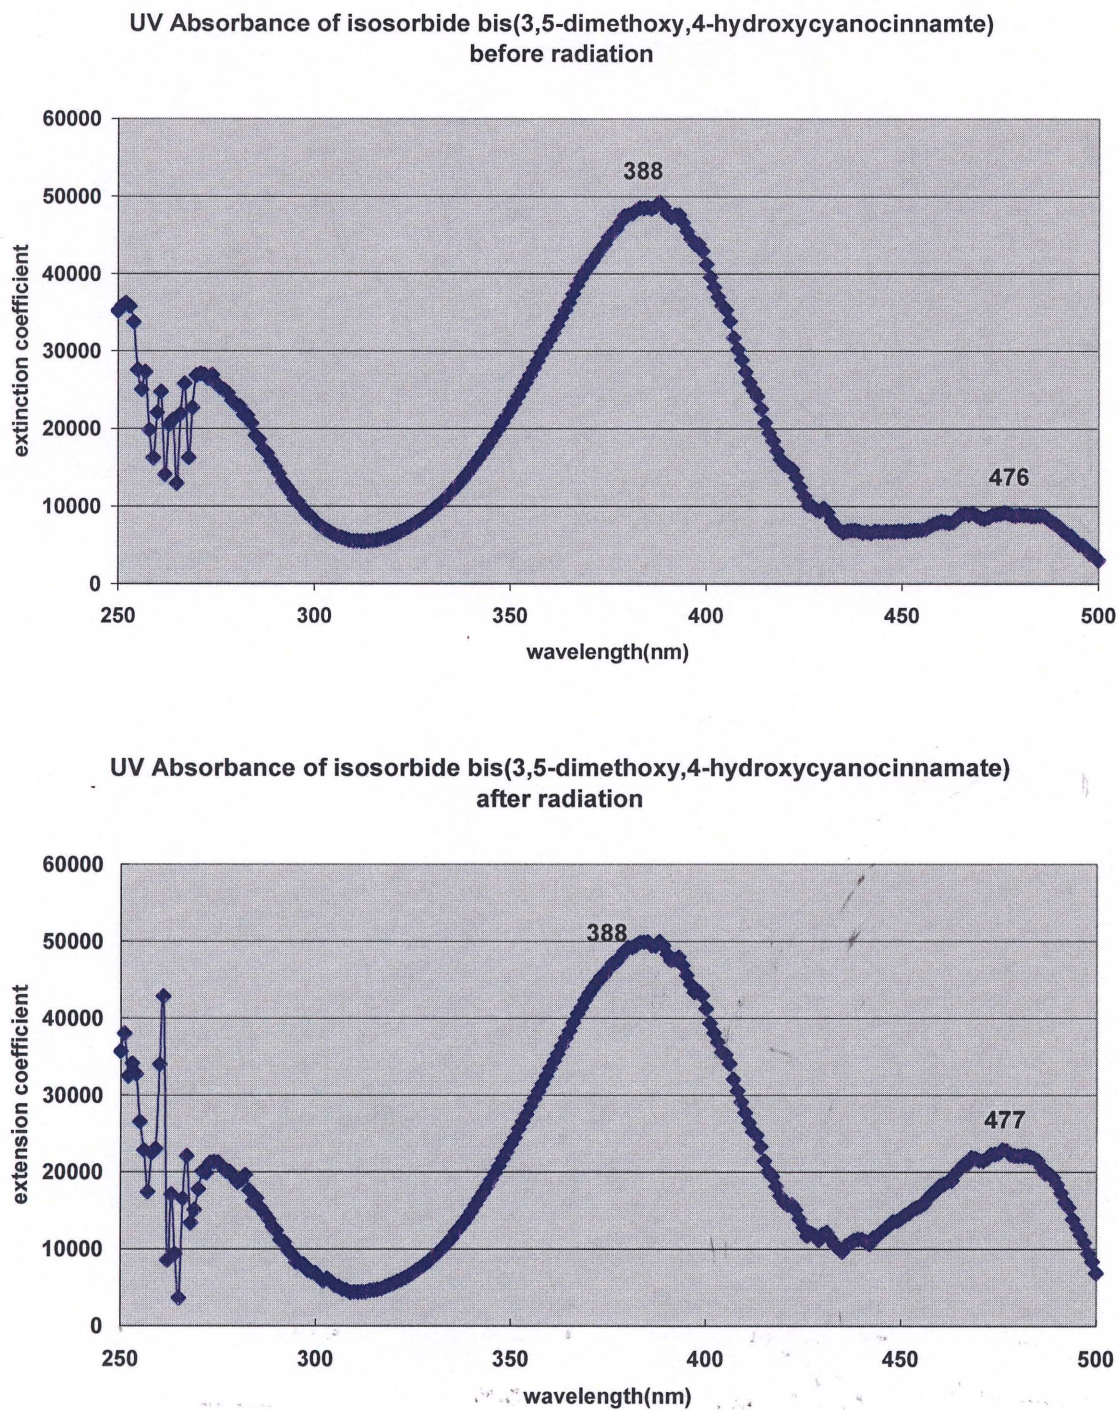 UV Absorbance of isosorbide bis(3,5-dimethoxy,4-hydroxycyanocinnamte)
before radiation
60000
50000
40000
30000
20000
10000
0
extinction coefficient
388
476
250 300 350 400 450 500
wavelength(nm)
UV Absorbance of isosorbide bis(3,5-dimethoxy,4-hydroxycyanocinnamate)
after radiation
60000
50000
40000
30000
20000
10000
0
extension coefficient
388
477
250 300 350 400 450 500
wavelength(nm)